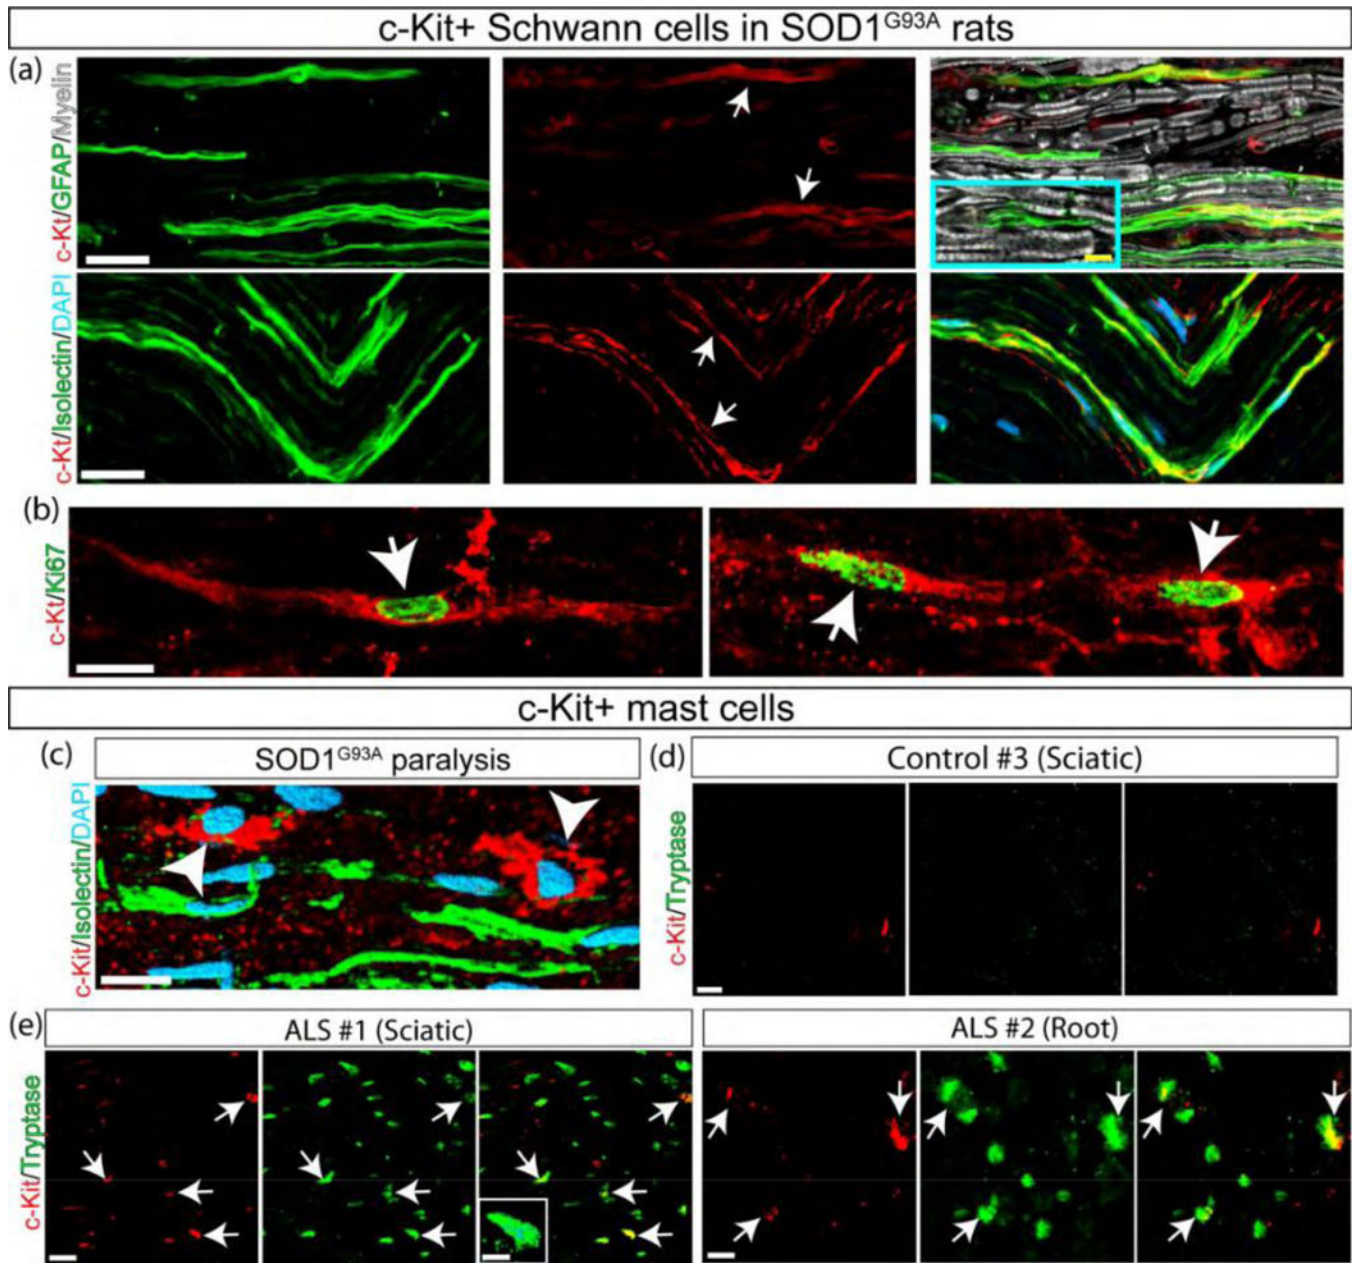 c-Kit+ Schwann cells in SOD1G93A rats
(a)
c-Kt/GFAP/Myelin
c-Kt/Isolectin/DAPI
(b)
c-Kt/Ki67
c-Kit+ mast cells
(c)
SOD1G93A paralysis
c-Kit/Isolectin/DAPI
(d)
Control #3 (Sciatic)
c-Kit/Tryptase
(e)
ALS #1 (Sciatic)
ALS #2 (Root)
c-Kit/Tryptase